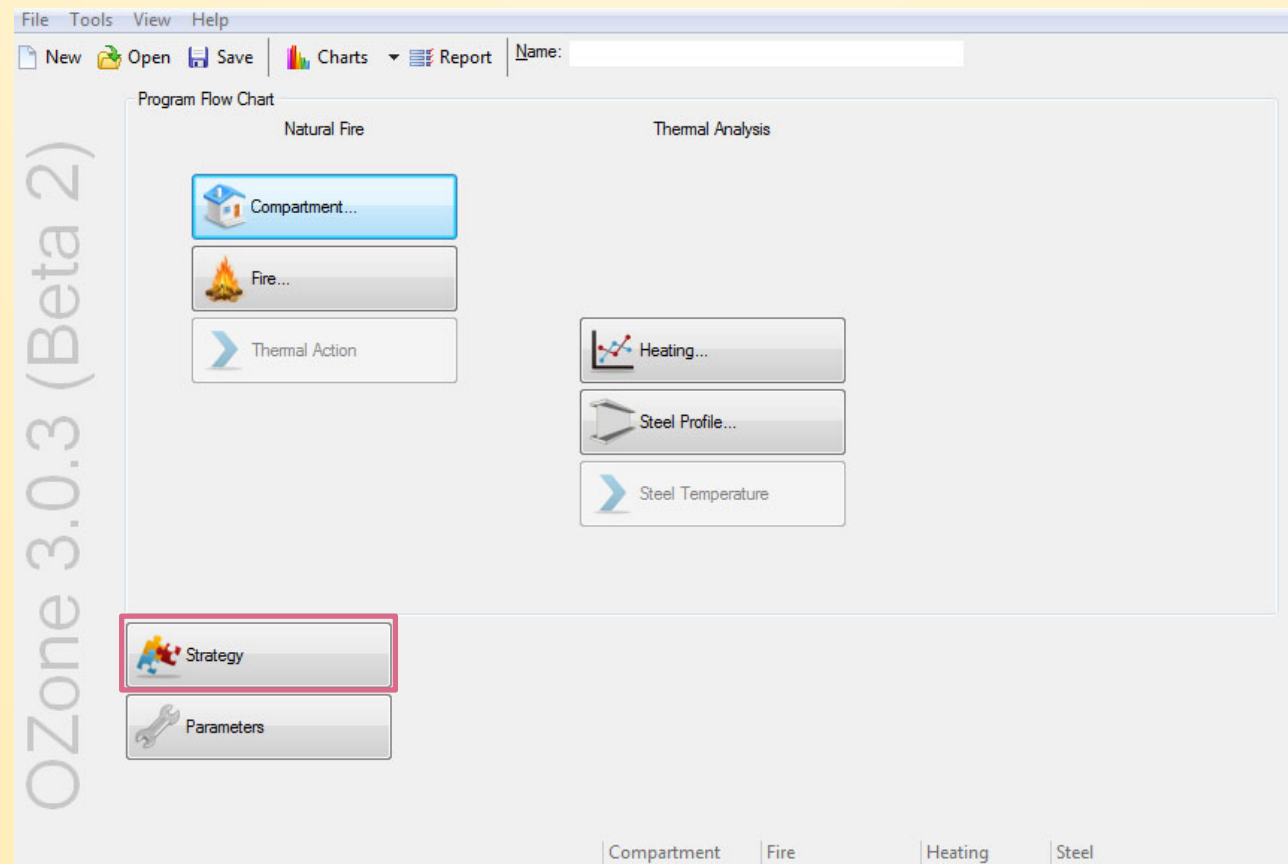 File Tools View Help
New Open Save Charts Report Name:
Program Flow Chart
Natural Fire Thermal Analysis
Compartment...
Fire...
Thermal Action Heating...
Steel Profile...
Steel Temperature
OZone 3.0.3 (Beta 2)
Strategy
Parameters
Compartment Fire Heating Steel